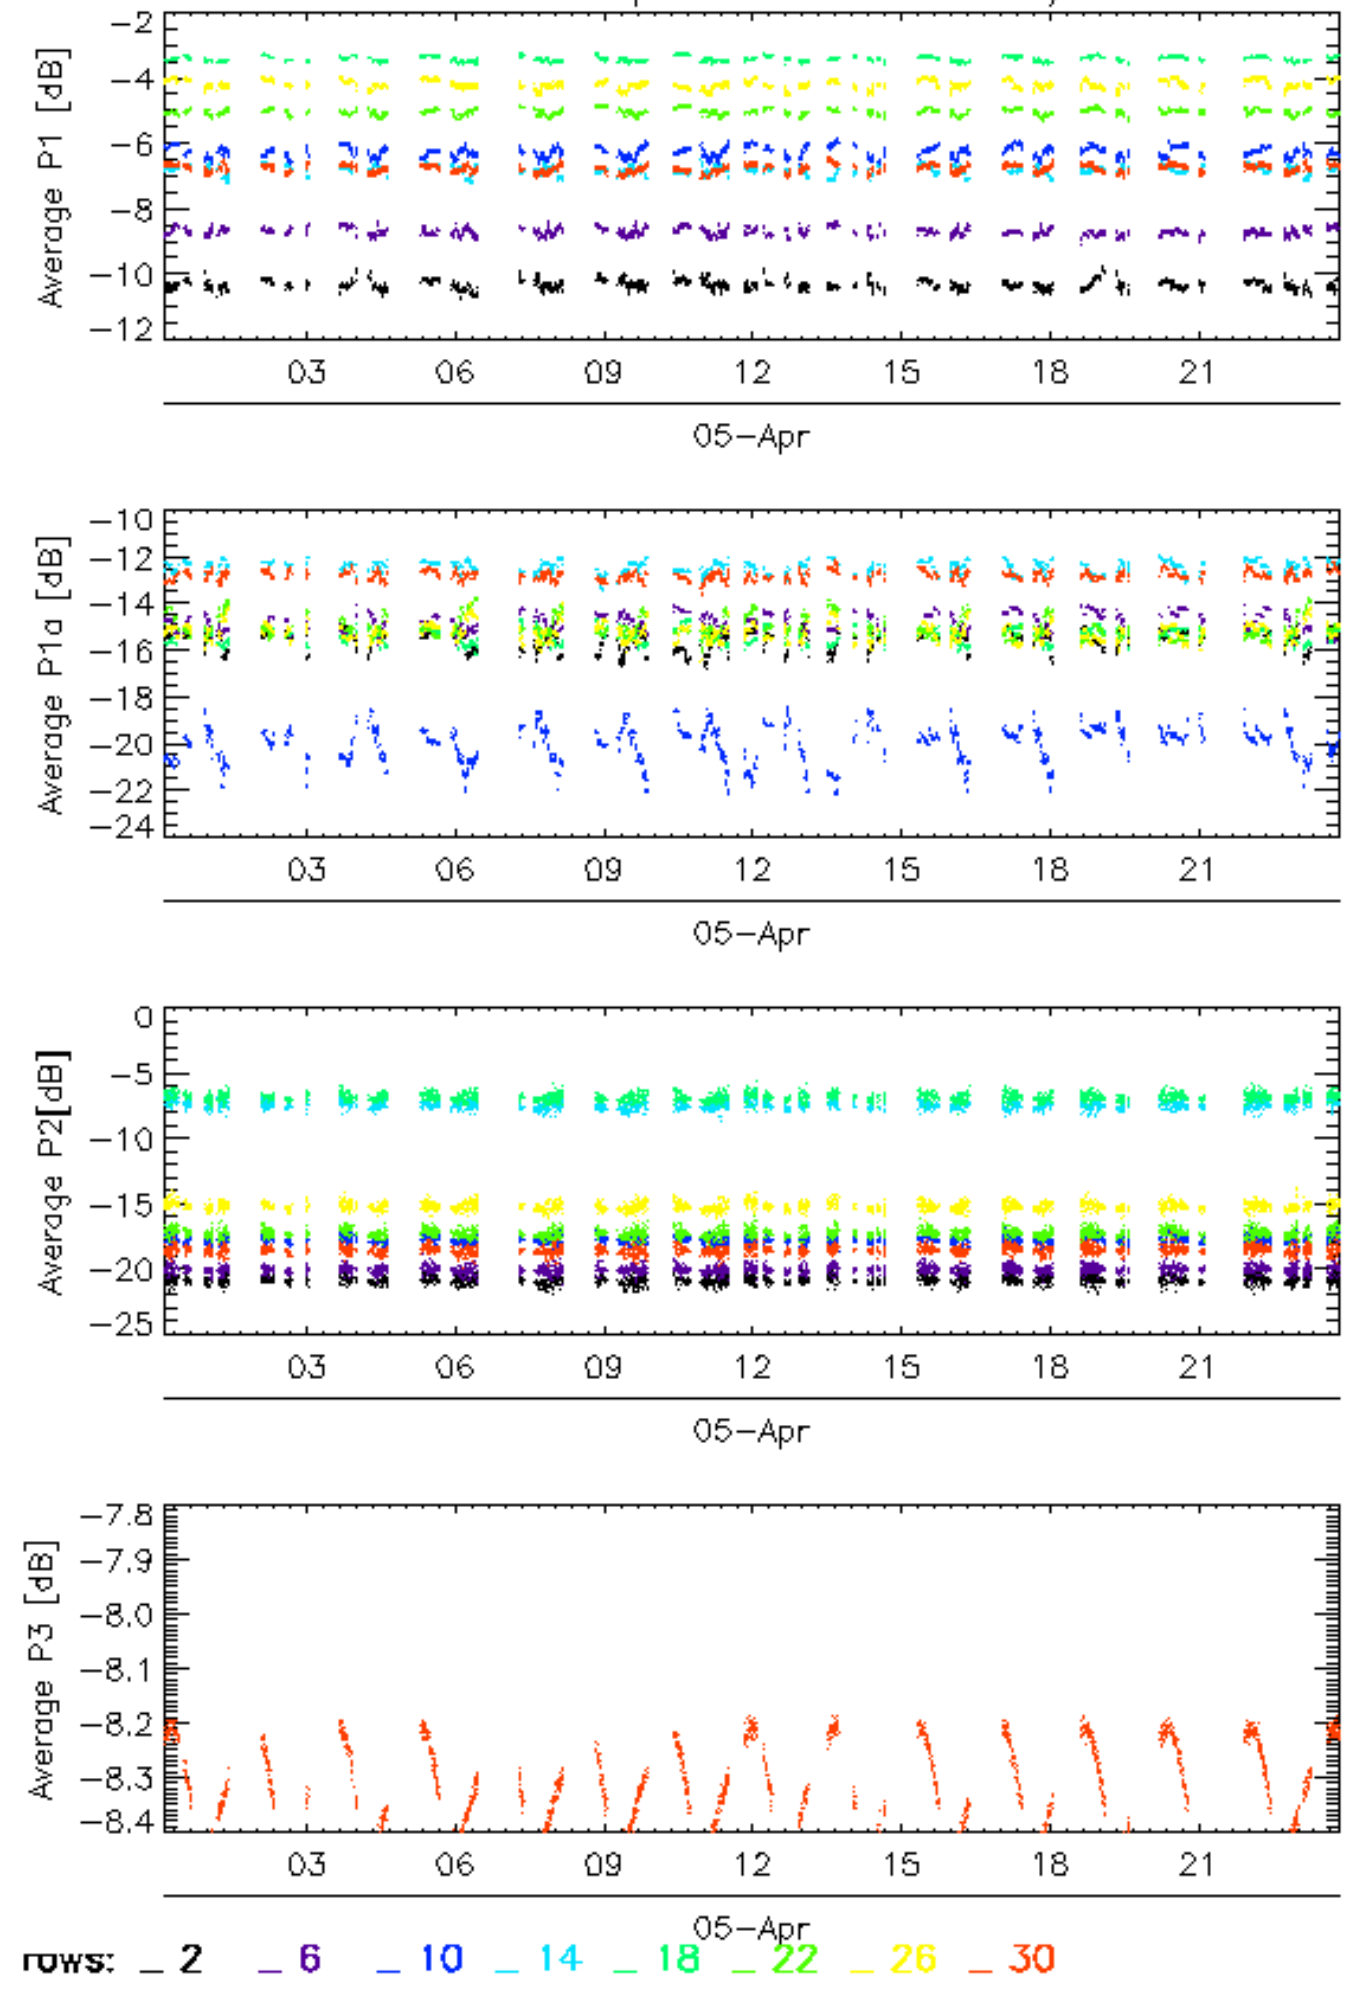 Average P1 [dB]
−2
−4
−6
−8
−10
−12
03 06 09 12 15 18 21
05−Apr
Average P1a [dB]
−10
−12
−14
−16
−18
−20
−22
−24
03 06 09 12 15 18 21
05−Apr
Average P2[dB]
0
−5
−10
−15
−20
−25
03 06 09 12 15 18 21
05−Apr
Average P3 [dB]
−7.8
−7.9
−8.0
−8.1
−8.2
−8.3
−8.4
03 06 09 12 15 18 21
05−Apr
rows: _ 2 _ 6 _ 10 _ 14 _ 18 _ 22 _ 26 _ 30